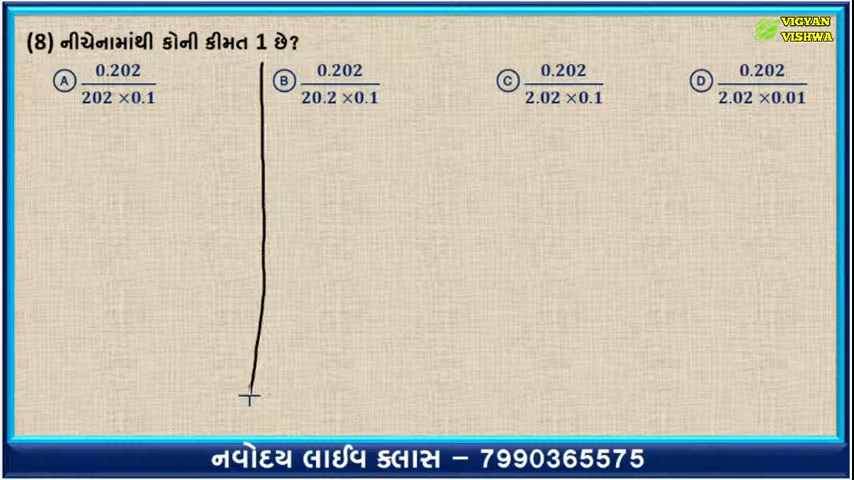 VIGYAN
VISHWA
(8) નીચેનામાંથી કોની કીમત 1 છે?
A 0.202 / 202 ×0.1
B 0.202 / 20.2 ×0.1
C 0.202 / 2.02 ×0.1
D 0.202 / 2.02 ×0.01
નવોદય લાઈવ ક્લાસ – 7990365575